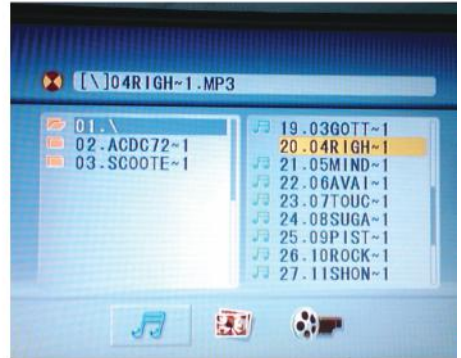 [\]04RIGH~1.MP3
01.\
02.ACDC72~1
03.SCOOTE~1
19.03GOTT~1
20.04RIGH~1
21.05MIND~1
22.06AVAI~1
23.07TOUC~1
24.08SUGA~1
25.09PIST~1
26.10ROCK~1
27.11SHON~1